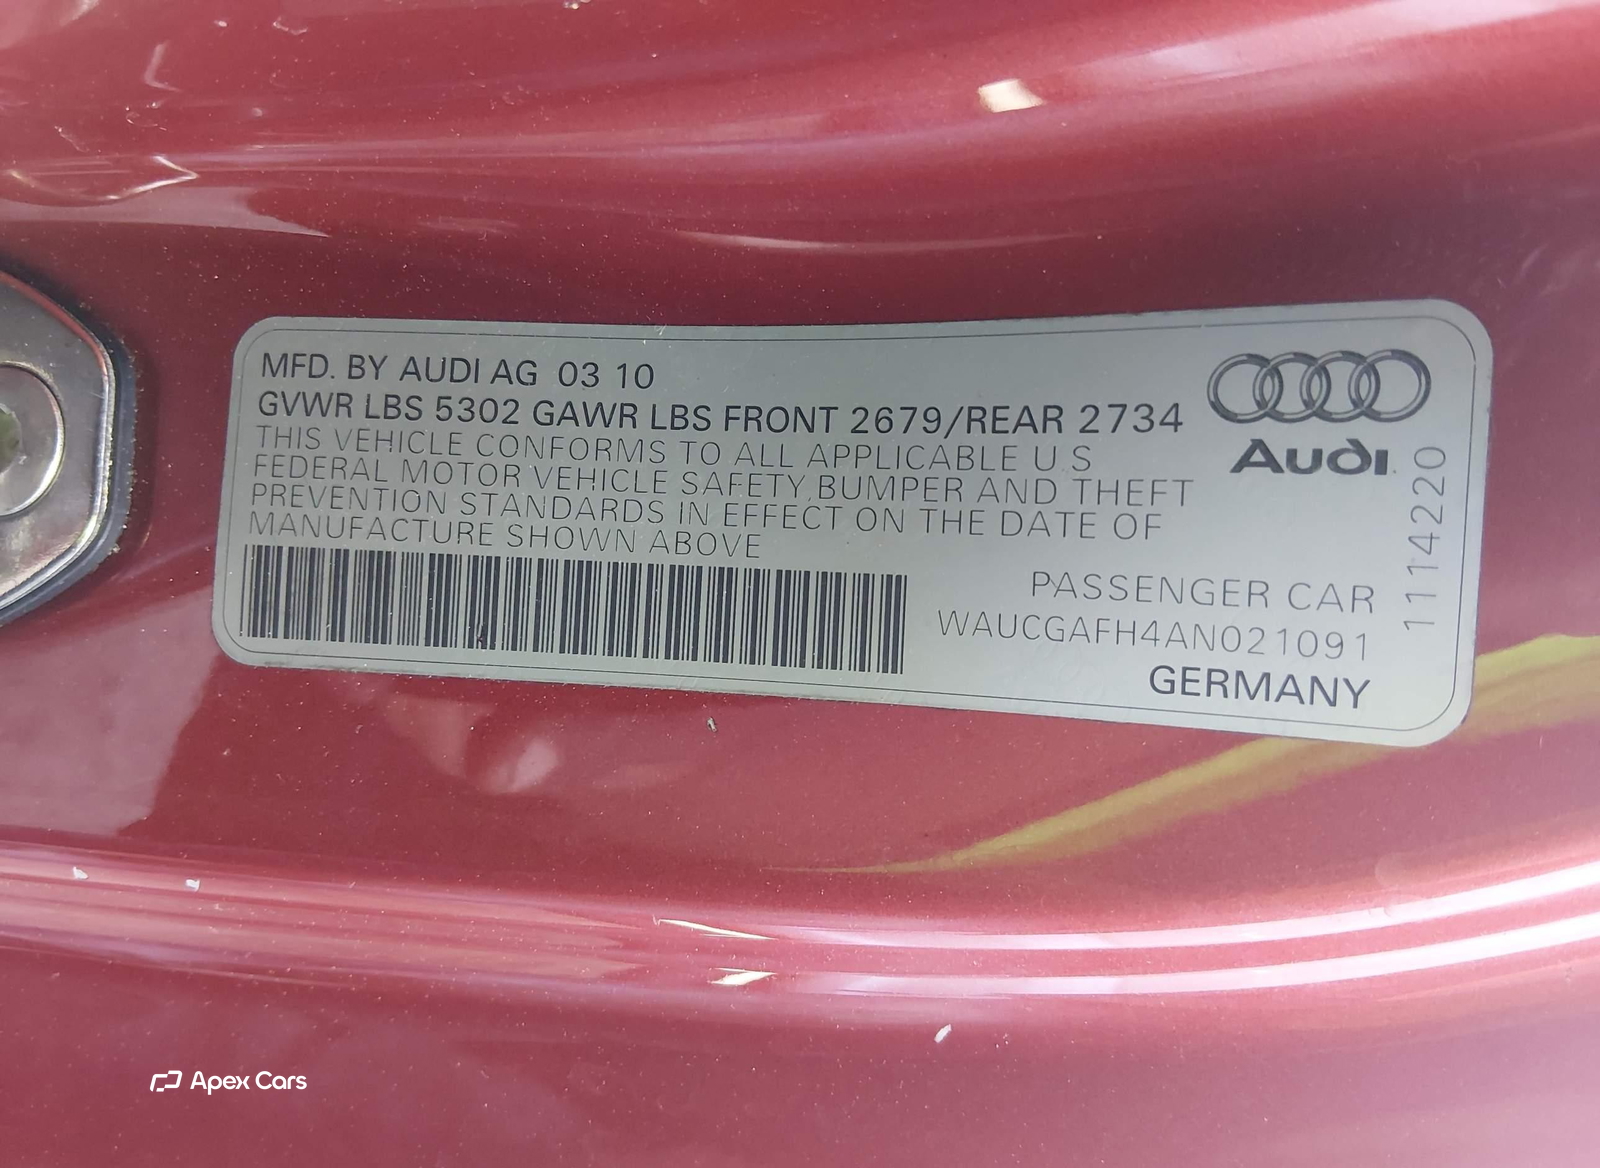 MFD. BY AUDI AG 03 10
GVWR LBS 5302 GAWR LBS FRONT 2679/REAR 2734
THIS VEHICLE CONFORMS TO ALL APPLICABLE U S
FEDERAL MOTOR VEHICLE SAFETY, BUMPER AND THEFT
PREVENTION STANDARDS IN EFFECT ON THE DATE OF
MANUFACTURE SHOWN ABOVE
Audi
1114220
PASSENGER CAR
WAUCGAFH4AN021091
GERMANY
Apex Cars